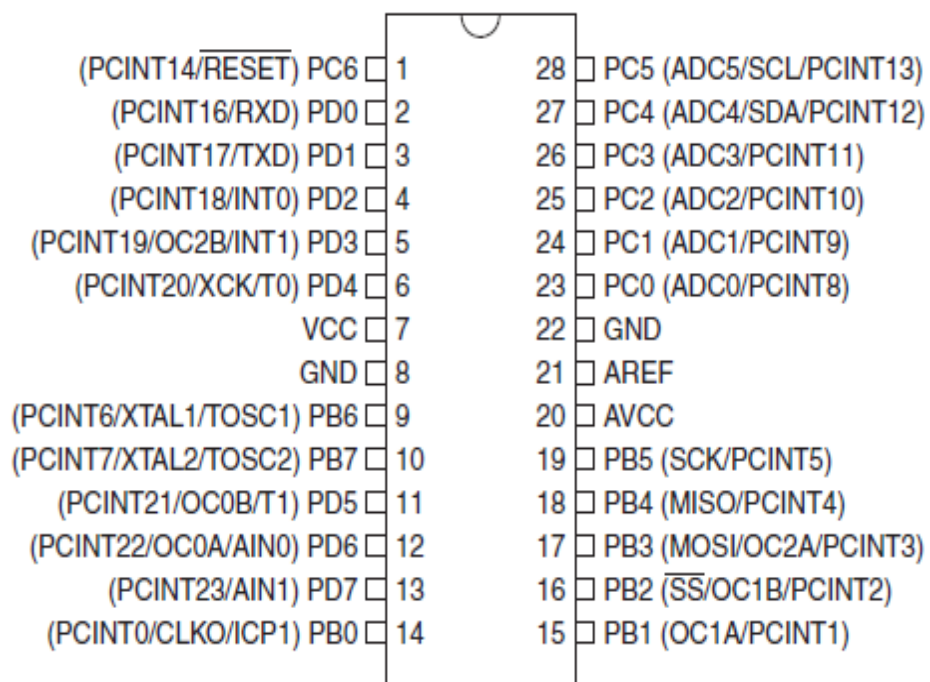 (PCINT14/RESET) PC6 1 28 PC5 (ADC5/SCL/PCINT13)
(PCINT16/RXD) PD0 2 27 PC4 (ADC4/SDA/PCINT12)
(PCINT17/TXD) PD1 3 26 PC3 (ADC3/PCINT11)
(PCINT18/INT0) PD2 4 25 PC2 (ADC2/PCINT10)
(PCINT19/OC2B/INT1) PD3 5 24 PC1 (ADC1/PCINT9)
(PCINT20/XCK/T0) PD4 6 23 PC0 (ADC0/PCINT8)
VCC 7 22 GND
GND 8 21 AREF
(PCINT6/XTAL1/TOSC1) PB6 9 20 AVCC
(PCINT7/XTAL2/TOSC2) PB7 10 19 PB5 (SCK/PCINT5)
(PCINT21/OC0B/T1) PD5 11 18 PB4 (MISO/PCINT4)
(PCINT22/OC0A/AIN0) PD6 12 17 PB3 (MOSI/OC2A/PCINT3)
(PCINT23/AIN1) PD7 13 16 PB2 (SS/OC1B/PCINT2)
(PCINT0/CLKO/ICP1) PB0 14 15 PB1 (OC1A/PCINT1)